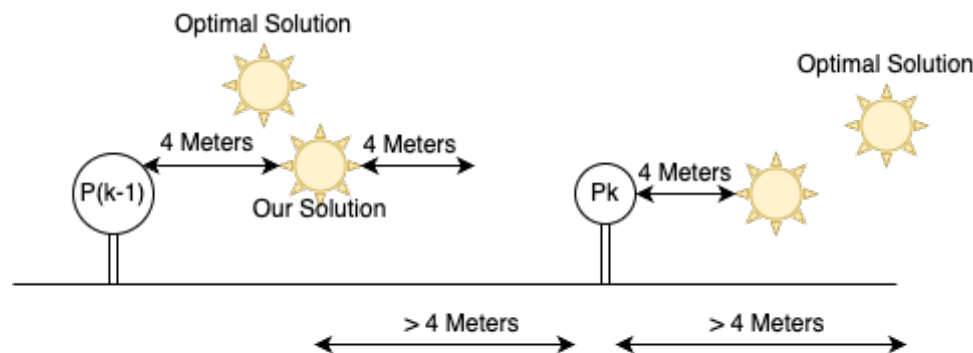 Optimal Solution
Optimal Solution
4 Meters
4 Meters
4 Meters
P(k-1)
Pk
Our Solution
> 4 Meters
> 4 Meters